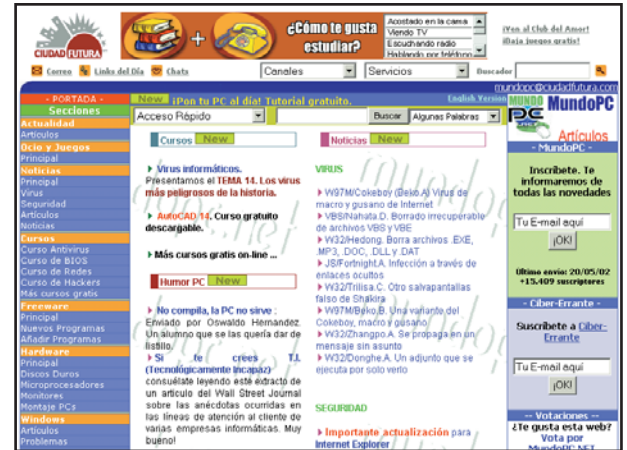 CIUDAD FUTURA
¿Cómo te gusta estudiar?
Acostado en la cama
Viendo TV
Escuchando radio
Hablando por teléfono
¡Ven al Club del Amor!
¡Baja juegos gratis!
Correo
Links del Día
Chats
Canales
Servicios
Buscador
mundopc@ciudadfutura.com
- PORTADA -
Secciones
Actualidad
Artículos
Ocio y Juegos
Principal
Noticias
Principal
Virus
Seguridad
Artículos
Noticias
Cursos
Curso Antivirus
Curso de BIOS
Curso de Redes
Curso de Hackers
Más cursos gratis
Freeware
Principal
Nuevos Programas
Añadir Programas
Hardware
Principal
Discos Duros
Microprocesadores
Monitores
Montaje PCs
Windows
Artículos
Problemas
New ¡Pon tu PC al día! Tutorial gratuito.
English Version
Acceso Rápido
Buscar
Algunas Palabras
Cursos New
Virus informáticos.
Presentamos el TEMA 14. Los virus
más peligrosos de la historia.
AutoCAD 14. Curso gratuito
descargable.
Más cursos gratis on-line ...
Humor PC New
No compila, la PC no sirve :
Enviado por Oswaldo Hernandez.
Un alumno que se las quería dar de
listillo.
Si te crees T.I.
(Tecnológicamente Incapaz)
consuélate leyendo este extracto de
un articulo del Wall Street Journal
sobre las anécdotas ocurridas en
las líneas de atención al cliente de
varias empresas informáticas. Muy
bueno!
Noticias New
VIRUS
W97M/Cokeboy (Beko.A) Virus de
macro y gusano de Internet
VBS/Nahata.D. Borrado irrecuperable
de archivos VBS y VBE
W32/Hedong. Borra archivos .EXE,
.MP3, .DOC, .DLL y .DAT
JS/Fortnight.A. Infección a través de
enlaces ocultos
W32/Trilisa.C. Otro salvapantallas
falso de Shakira
W97M/Beko.B. Una variante del
Cokeboy, macro y gusano
W32/Zhangpo.A. Se propaga en un
mensaje sin asunto
W32/Donghe.A. Un adjunto que se
ejecuta por solo verlo
SEGURIDAD
Importante actualización para
Internet Explorer
MUNDO PC
MundoPC
Artículos
- MundoPC -
Inscríbete. Te
informaremos de
todas las novedades
Tu E-mail aquí
¡OK!
Ultimo envio: 20/05/02
+15.409 suscriptores
- Ciber-Errante -
Suscribete a Ciber-
Errante
Tu E-mail aquí
¡OK!
-- Votaciones --
¿Te gusta esta web?
Vota por
MundoPC.NET